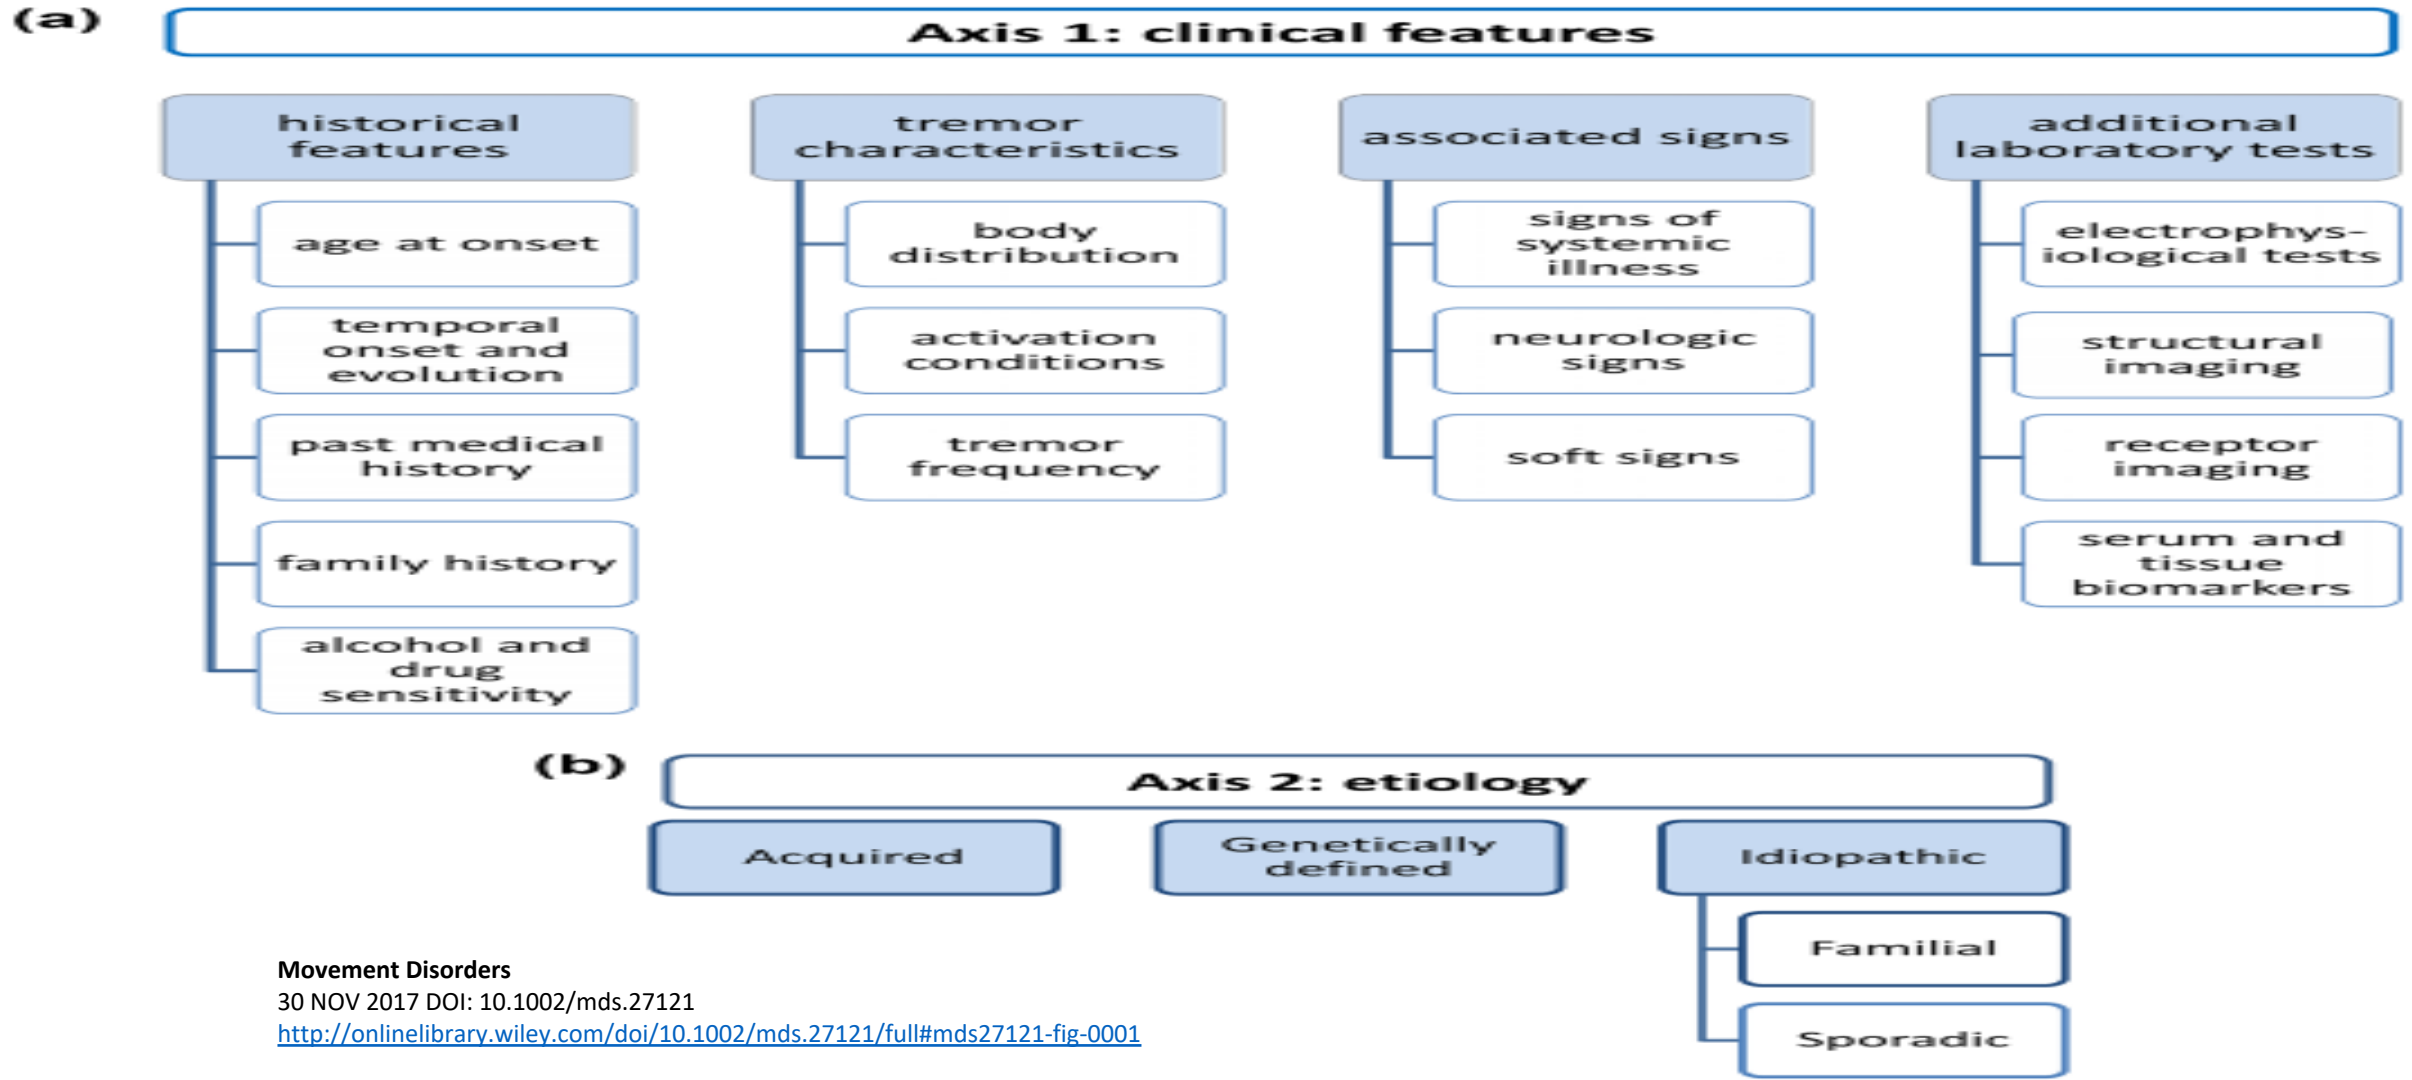 (a)
Axis 1: clinical features
historical
features
age at onset
temporal
onset and
evolution
past medical
history
family history
alcohol and
drug
sensitivity
tremor
characteristics
body
distribution
activation
conditions
tremor
frequency
associated signs
signs of
systemic
illness
neurologic
signs
soft signs
additional
laboratory tests
electrophys-
iological tests
structural
imaging
receptor
imaging
serum and
tissue
biomarkers
(b)
Axis 2: etiology
Acquired
Genetically
defined
Idiopathic
Familial
Sporadic
Movement Disorders
30 NOV 2017 DOI: 10.1002/mds.27121
http://onlinelibrary.wiley.com/doi/10.1002/mds.27121/full#mds27121-fig-0001